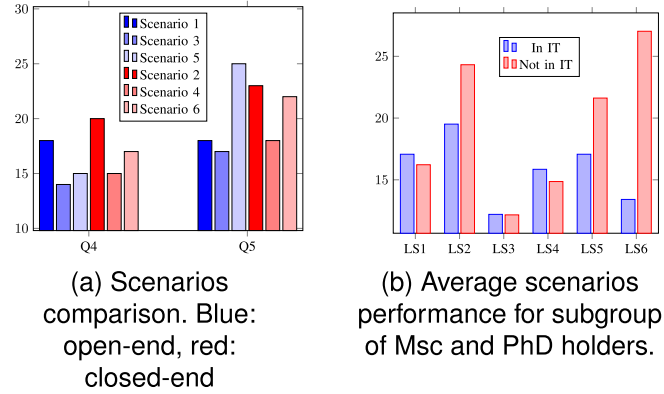 30
25
20
15
10
Scenario 1
Scenario 3
Scenario 5
Scenario 2
Scenario 4
Scenario 6
Q4 Q5
(a) Scenarios
comparison. Blue:
open-end, red:
closed-end
25
20
15
In IT
Not in IT
LS1 LS2 LS3 LS4 LS5 LS6
(b) Average scenarios
performance for subgroup
of Msc and PhD holders.